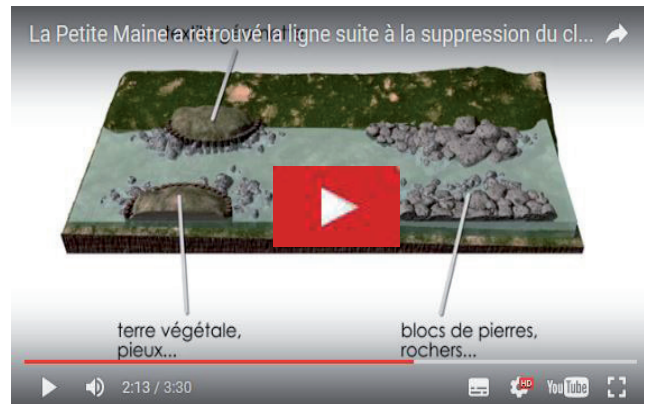 La Petite Maine a retrouvé la ligne suite à la suppression du cl...
terre végétale,
pieux...
blocs de pierres,
rochers...
2:13 / 3:30
HD
YouTube